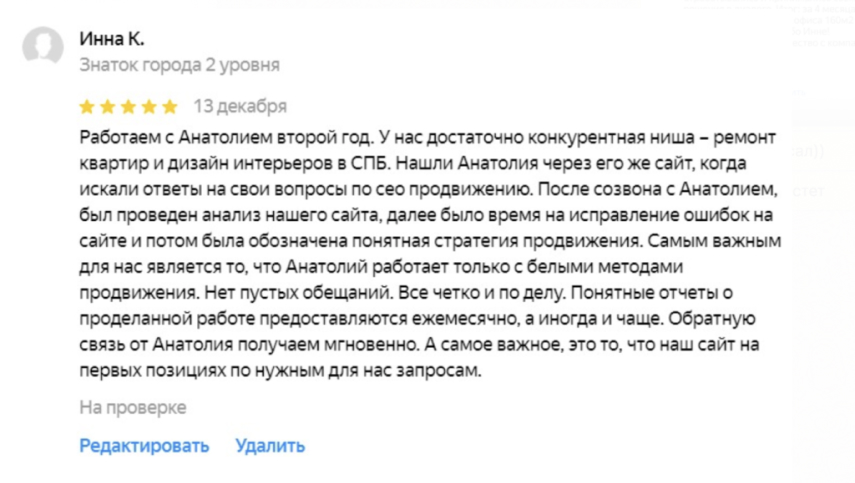 Инна К.
Знаток города 2 уровня
13 декабря
Работаем с Анатолием второй год. У нас достаточно конкурентная ниша – ремонт
квартир и дизайн интерьеров в СПБ. Нашли Анатолия через его же сайт, когда
искали ответы на свои вопросы по сео продвижению. После созвона с Анатолием,
был проведен анализ нашего сайта, далее было время на исправление ошибок на
сайте и потом была обозначена понятная стратегия продвижения. Самым важным
для нас является то, что Анатолий работает только с белыми методами
продвижения. Нет пустых обещаний. Все четко и по делу. Понятные отчеты о
проделанной работе предоставляются ежемесячно, а иногда и чаще. Обратную
связь от Анатолия получаем мгновенно. А самое важное, это то, что наш сайт на
первых позициях по нужным для нас запросам.
На проверке
Редактировать Удалить